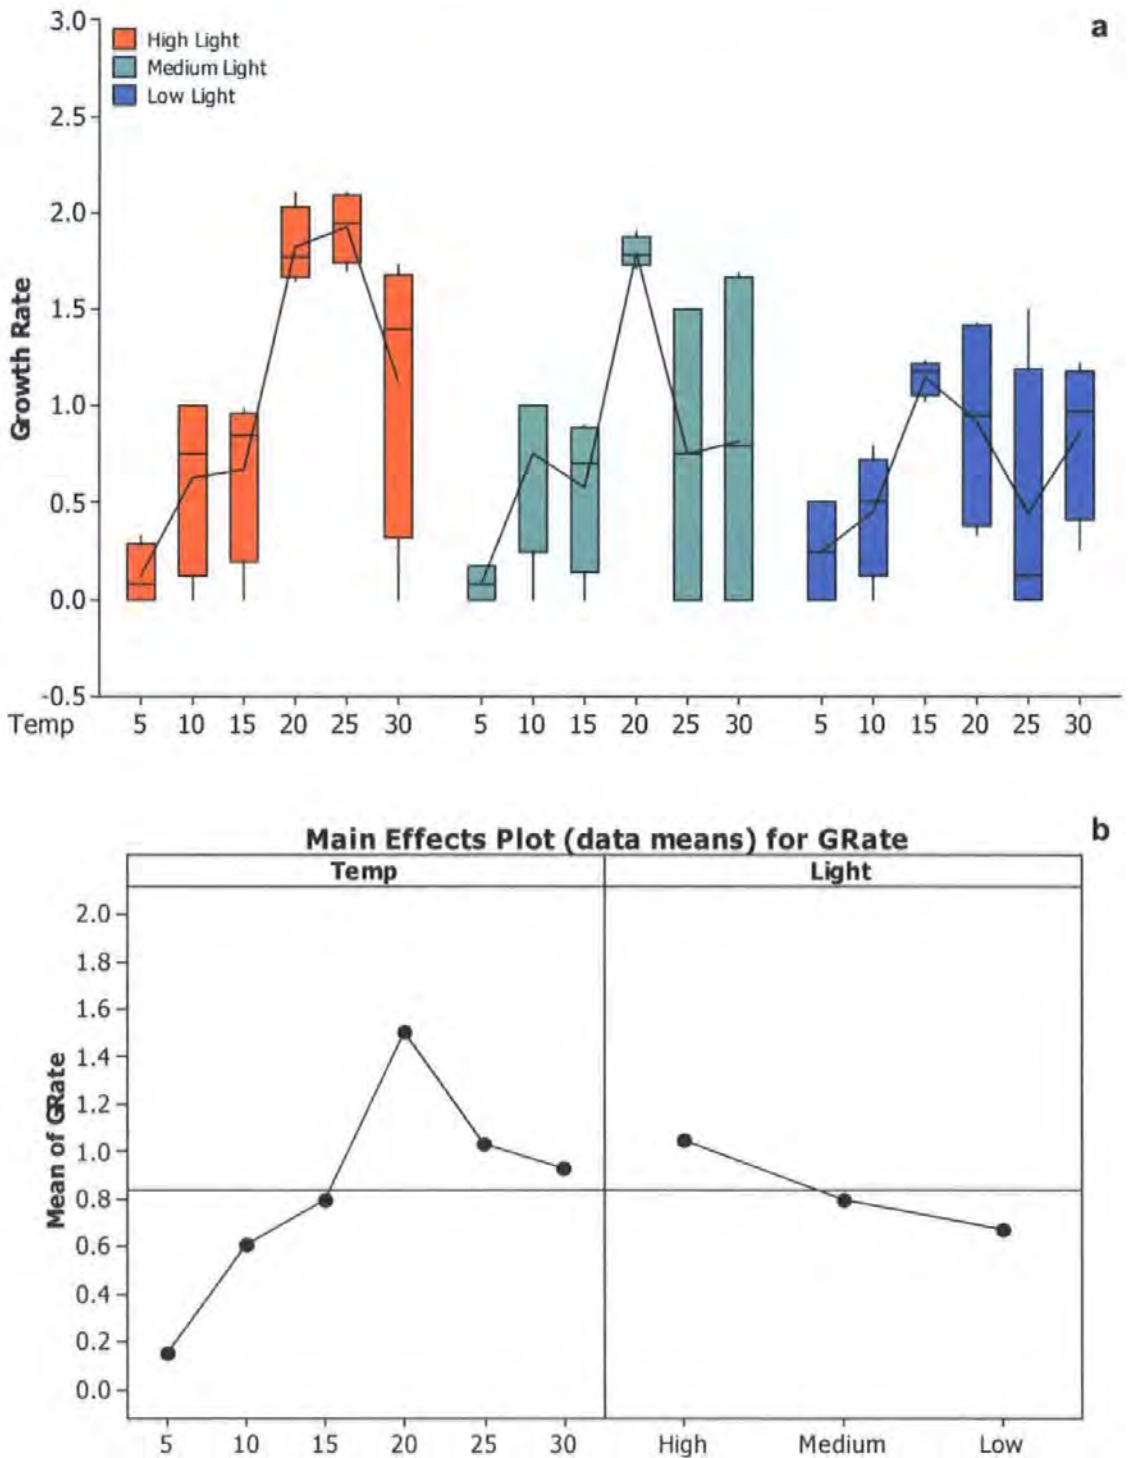 a
3.0
High Light
Medium Light
Low Light
2.5
2.0
1.5
1.0
0.5
0.0
-0.5
Growth Rate
Temp 5 10 15 20 25 30 5 10 15 20 25 30 5 10 15 20 25 30
b
Main Effects Plot (data means) for GRate
Temp Light
2.0
1.8
1.6
1.4
1.2
1.0
0.8
0.6
0.4
0.2
0.0
Mean of GRate
5 10 15 20 25 30 High Medium Low